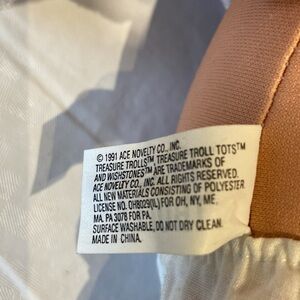 © 1991 ACE NOVELTY CO., INC.
TREASURE TROLLS™, TREASURE TROLL TOTS™
AND WISHSTONES™ ARE TRADEMARKS OF
ACE NOVELTY CO., INC. ALL RIGHTS RESERVED.
ALL NEW MATERIALS CONSISTING OF POLYESTER.
LICENSE NO. OH8029(IL) FOR OH, NY, ME.
MA. PA 3078 FOR PA.
SURFACE WASHABLE, DO NOT DRY CLEAN.
MADE IN CHINA.